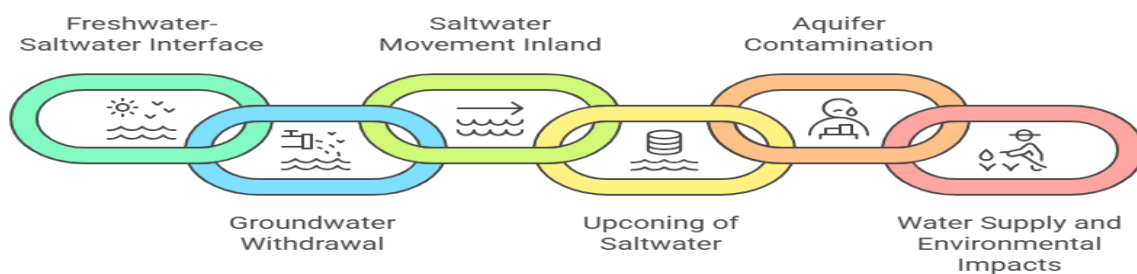 Freshwater-
Saltwater Interface
Saltwater
Movement Inland
Aquifer
Contamination
Groundwater
Withdrawal
Upconing of
Saltwater
Water Supply and
Environmental
Impacts